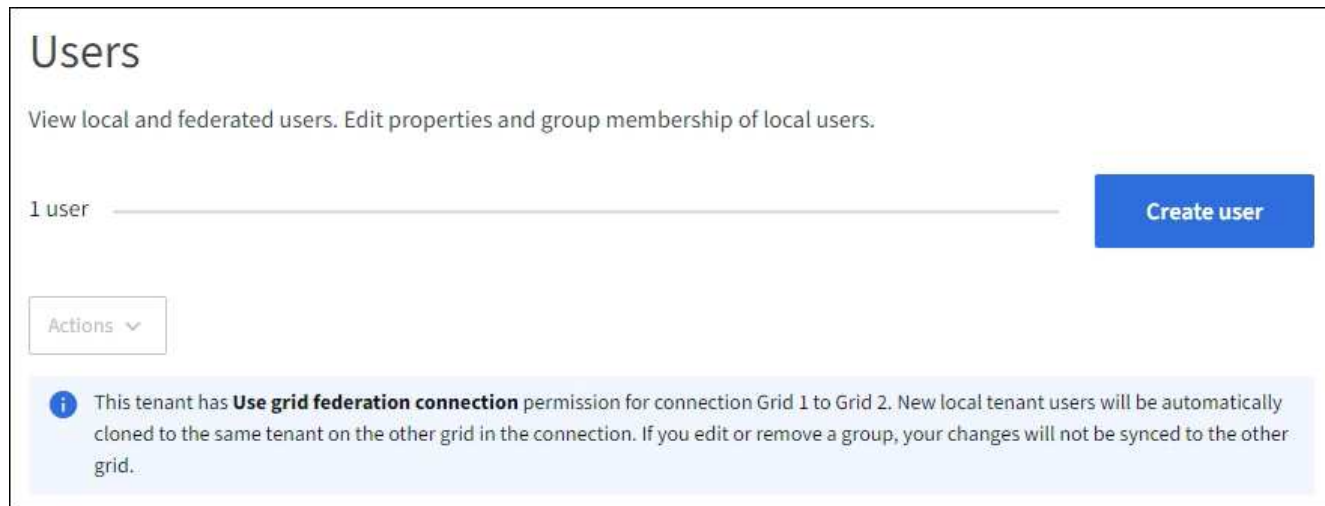 Users
View local and federated users. Edit properties and group membership of local users.
1 user
Create user
Actions
This tenant has Use grid federation connection permission for connection Grid 1 to Grid 2. New local tenant users will be automatically
cloned to the same tenant on the other grid in the connection. If you edit or remove a group, your changes will not be synced to the other
grid.